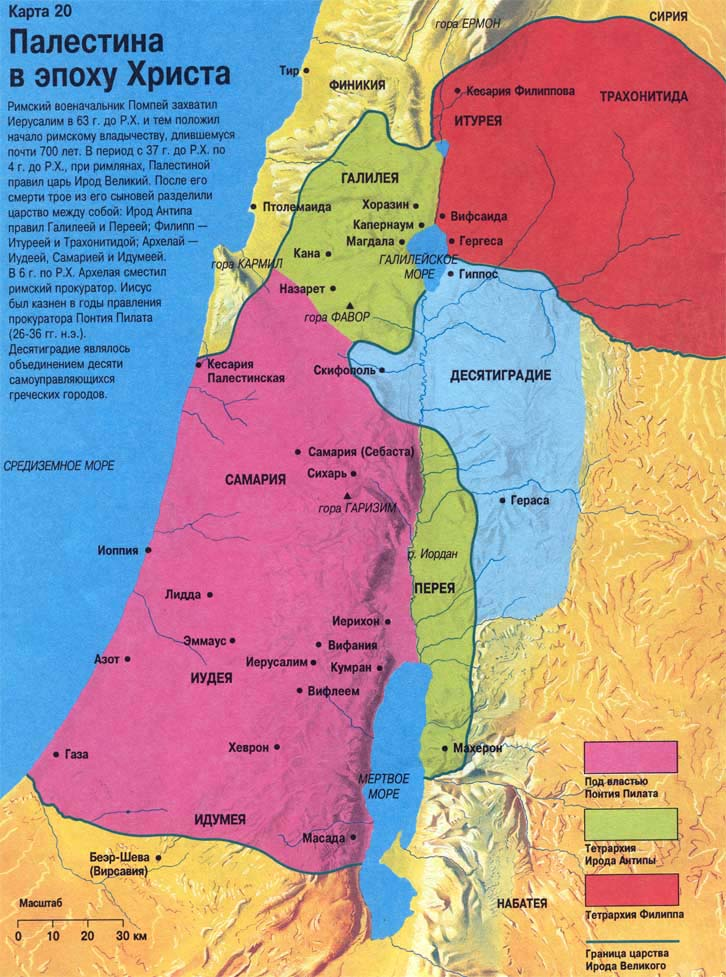 Карта 20
Палестина
в эпоху Христа
Римский военачальник Помпей захватил
Иерусалим в 63 г. до Р.Х. и тем положил
начало римскому владычеству, длившемуся
почти 700 лет. В период с 37 г. до Р.Х. по
4 г. до Р.Х., при римлянах, Палестиной
правил царь Ирод Великий. После его
смерти трое из его сыновей разделили
царство между собой: Ирод Антипа
правил Галилеей и Переей; Филипп —
Итуреей и Трахонитидой; Архелай —
Иудеей, Самарией и Идумеей.
В 6 г. по Р.Х. Архелая сместил
римский прокуратор. Иисус
был казнен в годы правления
прокуратора Понтия Пилата
(26-36 гг. н.э.).
Десятиградие являлось
объединением десяти
самоуправляющихся
греческих городов.
СИРИЯ
гора ЕРМОН
Тир
ФИНИКИЯ
Кесария Филиппова
ТРАХОНИТИДА
ИТУРЕЯ
ГАЛИЛЕЯ
Птолемаида
Хоразин
Вифсаида
Капернаум
Магдала
Гергеса
Кана
ГАЛИЛЕЙСКОЕ
МОРЕ
гора КАРМИЛ
Гиппос
Назарет
гора ФАВОР
Кесария
Палестинская
Скифополь
ДЕСЯТИГРАДИЕ
СРЕДИЗЕМНОЕ МОРЕ
Самария (Себаста)
САМАРИЯ
Сихарь
гора ГАРИЗИМ
Гераса
Иоппия
р. Иордан
ПЕРЕЯ
Лидда
Иерихон
Эммаус
Вифания
Азот
Иерусалим
Кумран
ИУДЕЯ
Вифлеем
Хеврон
Газа
Махерон
МЕРТВОЕ
МОРЕ
ИДУМЕЯ
Масада
Беэр-Шева
(Вирсавия)
НАБАТЕЯ
Масштаб
0 10 20 30 км
Под властью
Понтия Пилата
Тетрархия
Ирода Антипы
Тетрархия Филиппа
Граница царства
Ирода Великого